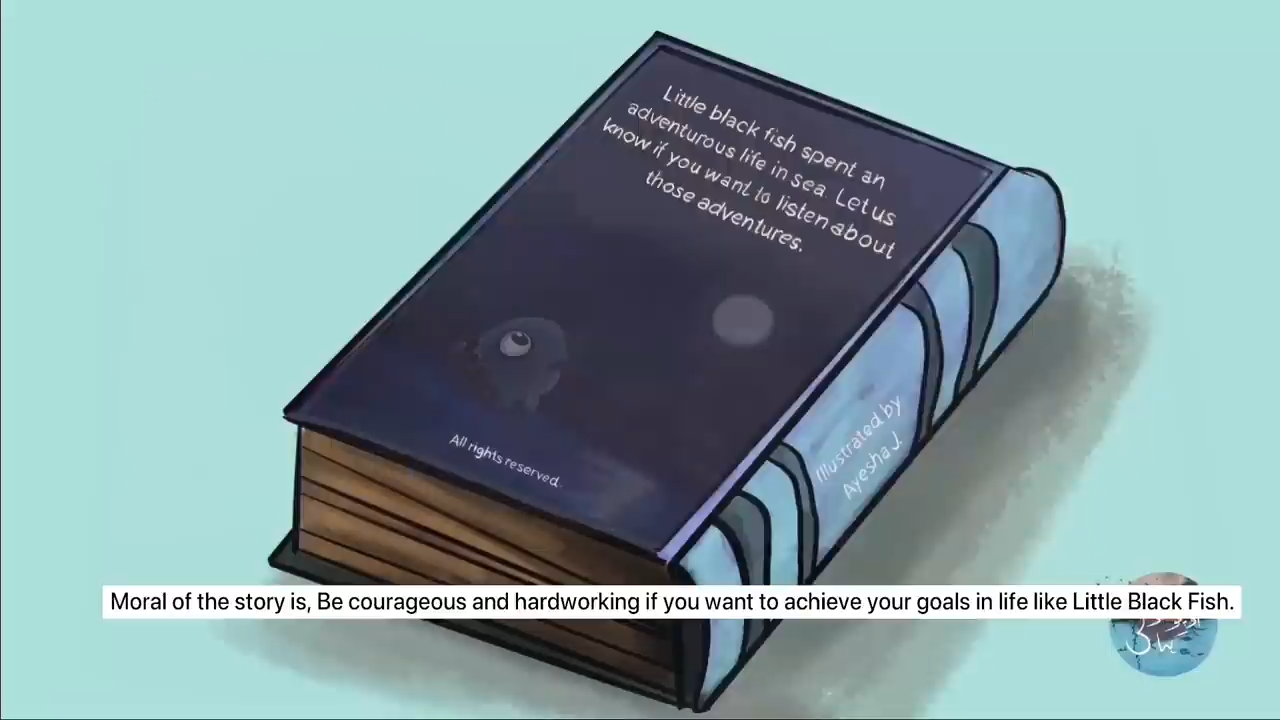 Little black fish spent an
adventurous life in sea. Let us
know if you want to listen about
those adventures.
All rights reserved.
Illustrated by
Ayesha J.
Moral of the story is, Be courageous and hardworking if you want to achieve your goals in life like Little Black Fish.